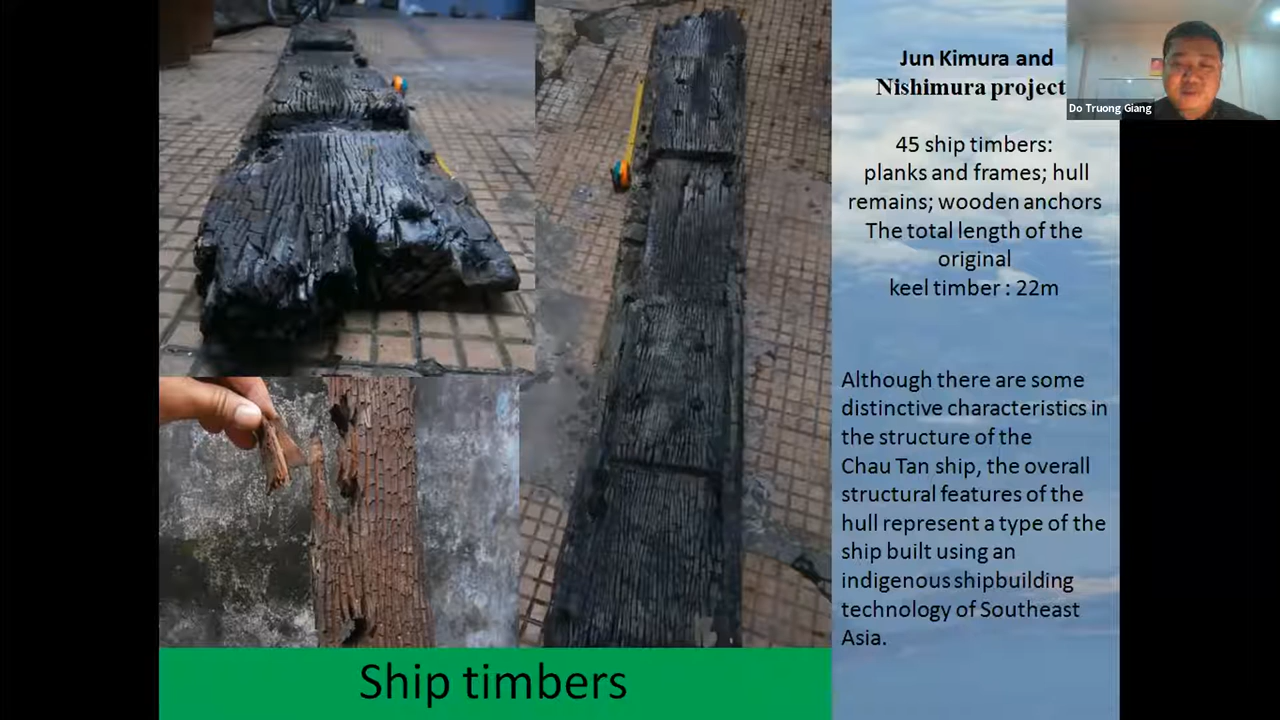 Jun Kimura and
Nishimura project
Do Truong Giang
45 ship timbers:
planks and frames; hull
remains; wooden anchors
The total length of the
original
keel timber : 22m
Although there are some
distinctive characteristics in
the structure of the
Chau Tan ship, the overall
structural features of the
hull represent a type of the
ship built using an
indigenous shipbuilding
technology of Southeast
Asia.
Ship timbers